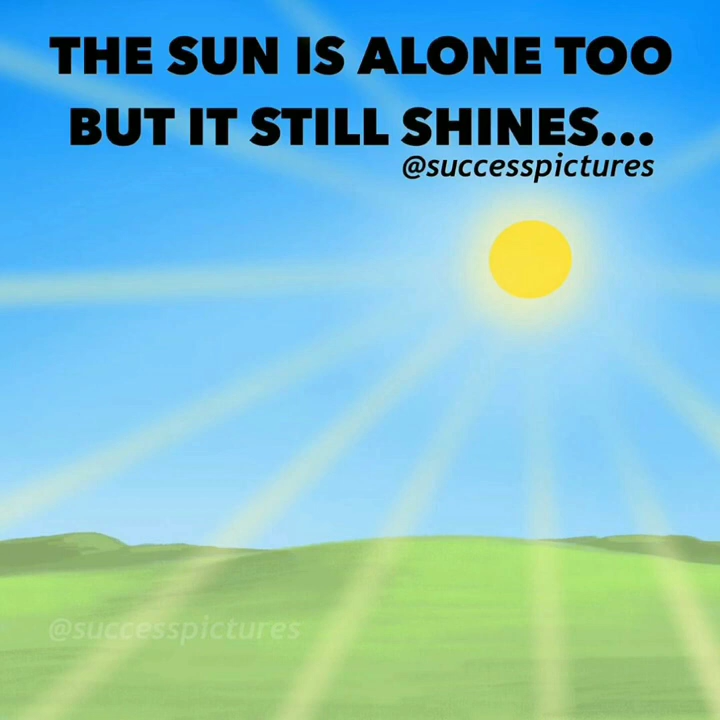 THE SUN IS ALONE TOO
BUT IT STILL SHINES...
@successpictures
@successpictures